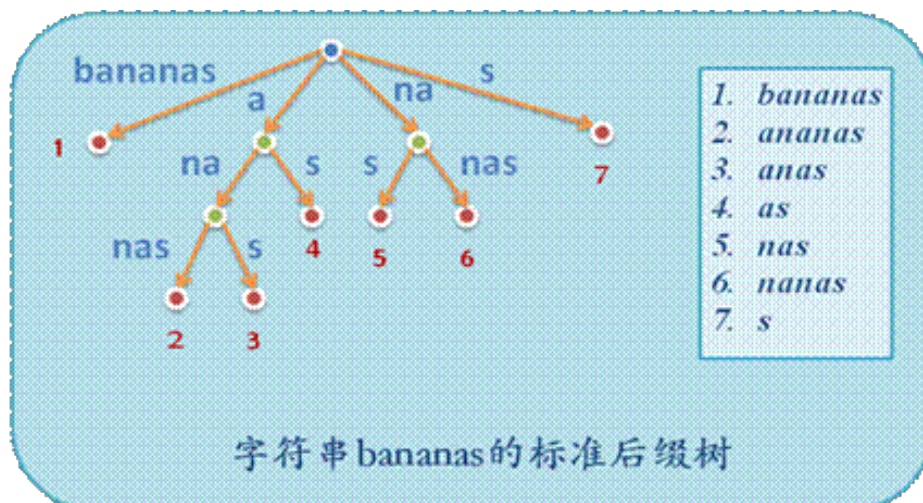 bananas
a
na
s
1
na
s
s
nas
7
nas
s
4
5
6
2
3
1. bananas
2. ananas
3. anas
4. as
5. nas
6. nanas
7. s
字符串bananas的标准后缀树